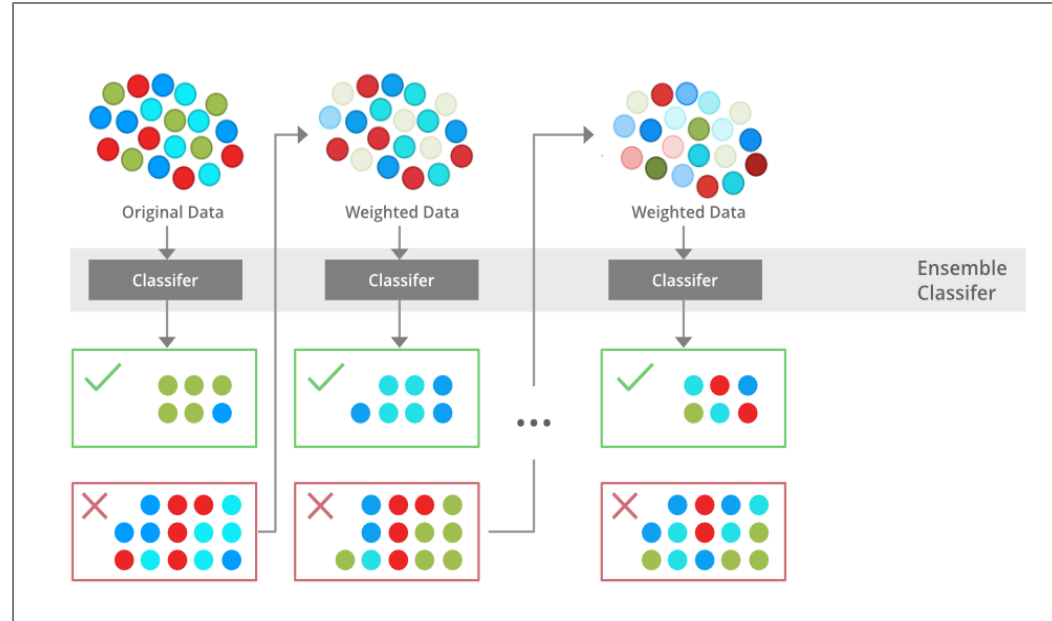 Original Data
Weighted Data
Weighted Data
Classifer
Classifer
Classifer
Ensemble
Classifer
...